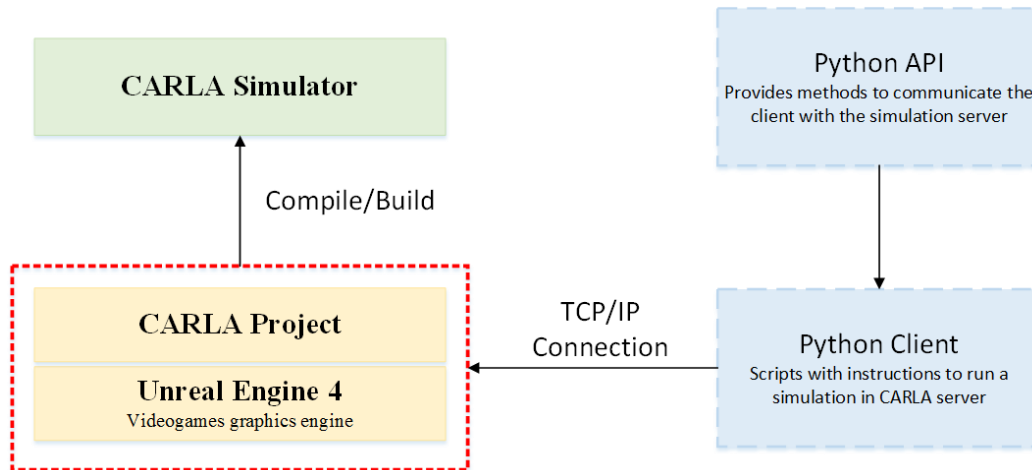 CARLA Simulator
Compile/Build
CARLA Project
Unreal Engine 4
Videogames graphics engine
TCP/IP
Connection
Python API
Provides methods to communicate the
client with the simulation server
Python Client
Scripts with instructions to run a
simulation in CARLA server